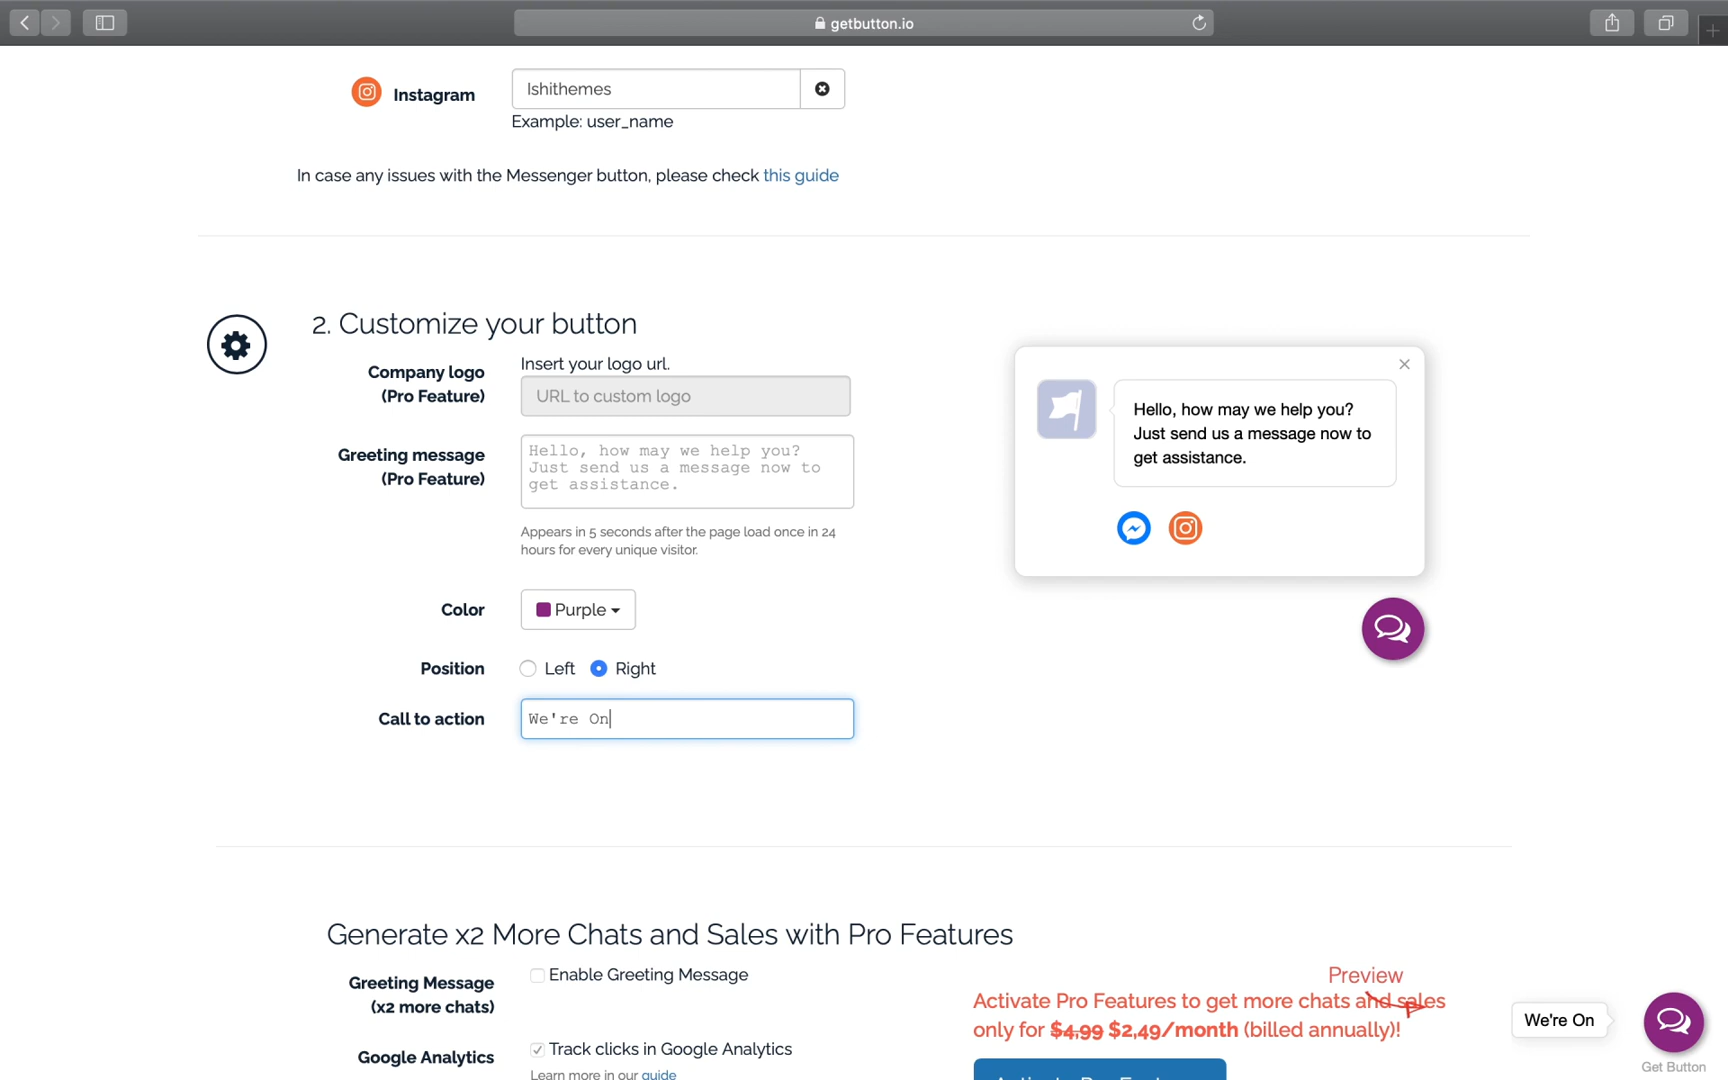 getbutton.io
Instagram
Ishithemes
Example: user_name
In case any issues with the Messenger button, please check this guide
2. Customize your button
Company logo
(Pro Feature)
Insert your logo url.
URL to custom logo
Greeting message
(Pro Feature)
Hello, how may we help you?
Just send us a message now to
get assistance.
Appears in 5 seconds after the page load once in 24
hours for every unique visitor.
Color
Purple
Position
Left
Right
Call to action
We're On
Hello, how may we help you?
Just send us a message now to
get assistance.
Generate x2 More Chats and Sales with Pro Features
Greeting Message
(x2 more chats)
Enable Greeting Message
Google Analytics
Track clicks in Google Analytics
Learn more in our guide
Preview
Activate Pro Features to get more chats and sales
only for $4,99 $2,49/month (billed annually)!
We're On
Get Button